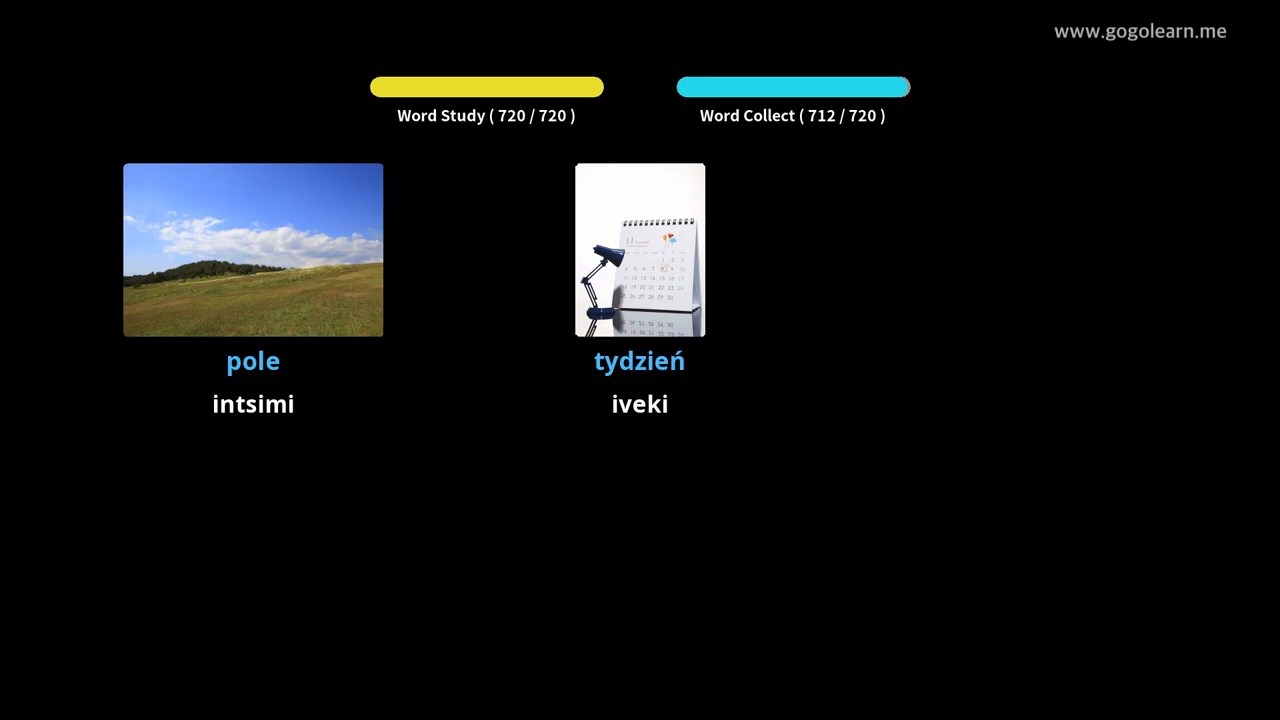 www.gogolearn.me
Word Study ( 720 / 720 )
Word Collect ( 712 / 720 )
pole
tydzień
intsimi
iveki